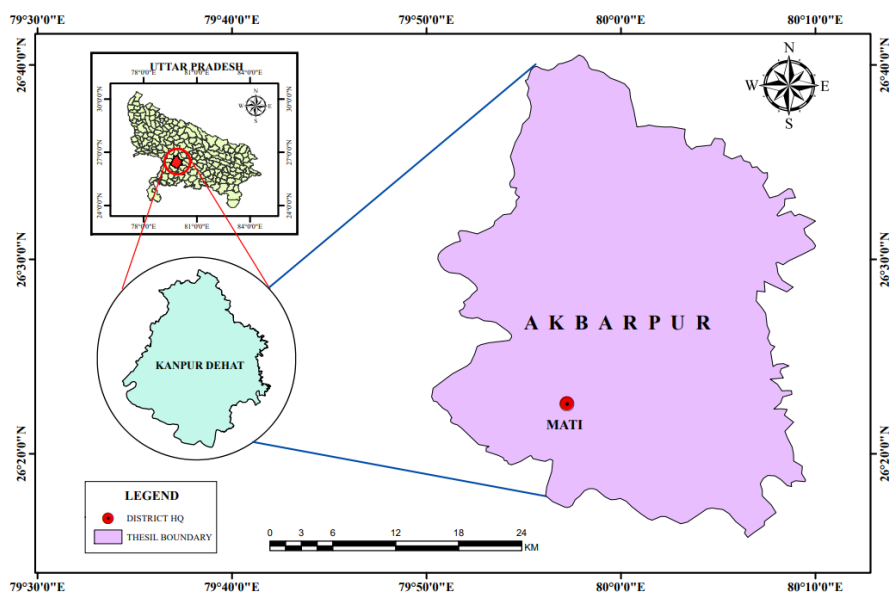 79°30'0"E 79°40'0"E 79°50'0"E 80°0'0"E 80°10'0"E
26°40'0"N
26°30'0"N
26°20'0"N
UTTAR PRADESH
78°0'0"E 81°0'0"E 84°0'0"E
30°0'0"N
27°0'0"N
24°0'0"N
N
W E
S
30°0'0"N
27°0'0"N
24°0'0"N
78°0'0"E 81°0'0"E 84°0'0"E
N
W E
S
KANPUR DEHAT
AKBARPUR
MATI
LEGEND
DISTRICT HQ
THESIL BOUNDARY
0 3 6 12 18 24
KM
26°40'0"N
26°30'0"N
26°20'0"N
79°30'0"E 79°40'0"E 79°50'0"E 80°0'0"E 80°10'0"E